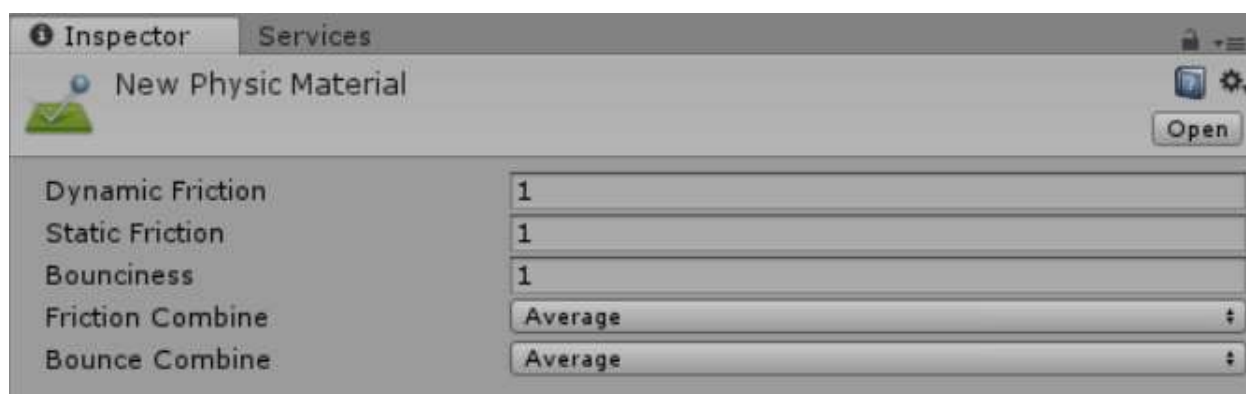 Inspector Services
New Physic Material
Open
Dynamic Friction 1
Static Friction 1
Bounciness 1
Friction Combine Average
Bounce Combine Average